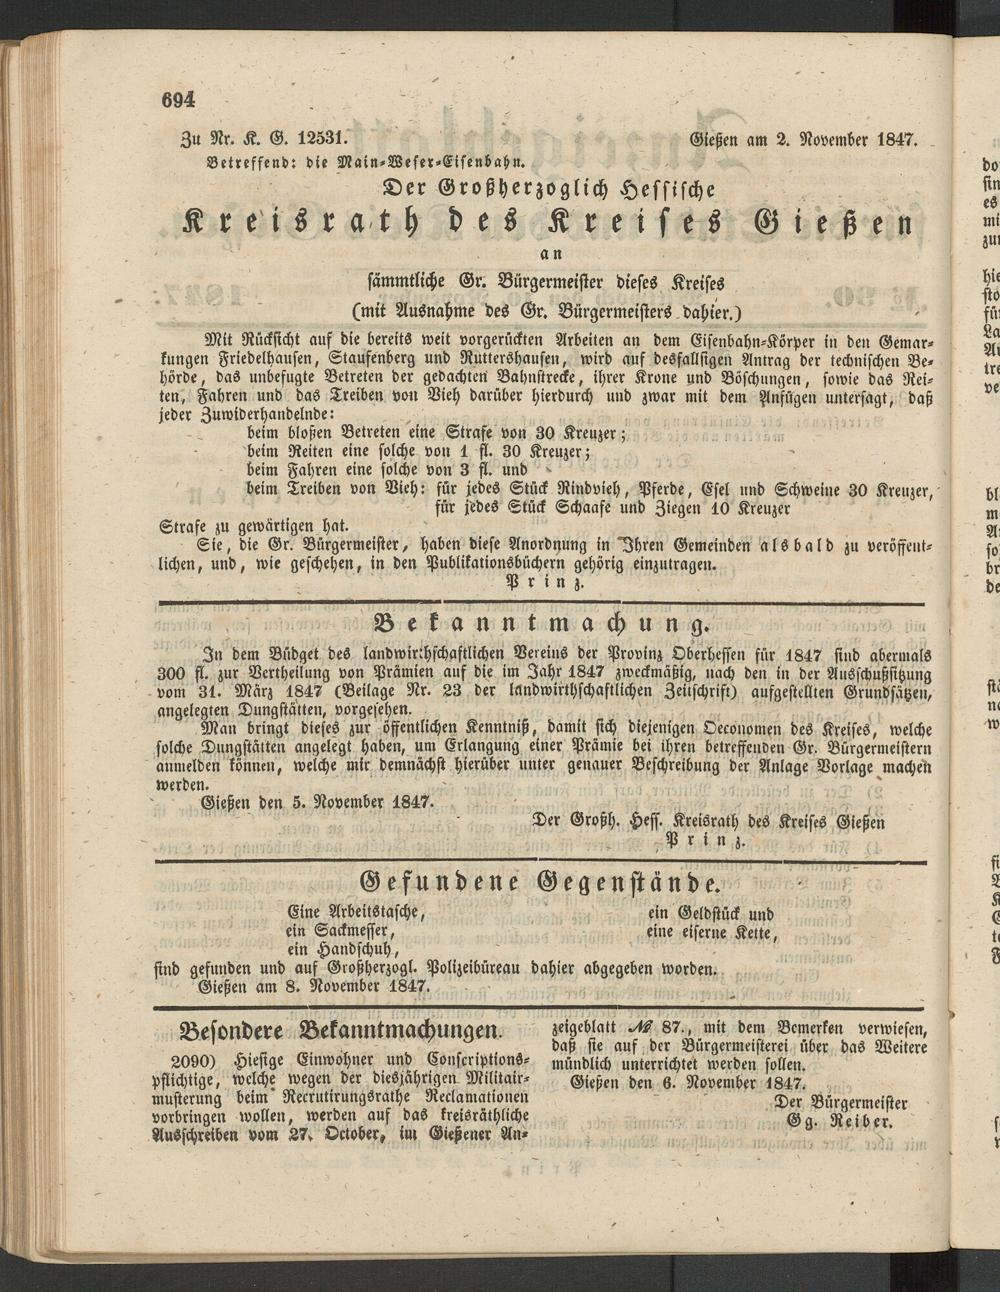 694
Zu Nr. K. G. 12531. Gießen am 2. November 1847.
Betreffend: die Main-Weser-Eisenbahn.
Der Großherzoglich Hessische
Kreisrath des Kreises Gießen
an
sämmtliche Gr. Bürgermeister dieses Kreises
(mit Ausnahme des Gr. Bürgermeisters dahier.)
Mit Rücksicht auf die bereits weit vorgerückten Arbeiten an dem Eisenbahn-Körper in den Gemar-
kungen Friedelhausen, Staufenberg und Ruttershausen, wird auf desfallsigen Antrag der technischen Be-
hörde, das unbefugte Betreten der gedachten Bahnstrecke, ihrer Krone und Böschungen, sowie das Rei-
ten, Fahren und das Treiben von Vieh darüber hierdurch und zwar mit dem Anfügen untersagt, daß
jeder Zuwiderhandelnde:
beim bloßen Betreten eine Strafe von 30 Kreuzer;
beim Reiten eine solche von 1 fl. 30 Kreuzer;
beim Fahren eine solche von 3 fl. und
beim Treiben von Vieh: für jedes Stück Rindvieh, Pferde, Esel und Schweine 30 Kreuzer,
für jedes Stück Schaafe und Ziegen 10 Kreuzer
Strafe zu gewärtigen hat.
Sie, die Gr. Bürgermeister, haben diese Anordnung in Ihren Gemeinden alsbald zu veröffent-
lichen, und, wie geschehen, in den Publikationsbüchern gehörig einzutragen.
Prinz.
Bekanntmachung.
In dem Büdget des landwirthschaftlichen Vereins der Provinz Oberhessen für 1847 sind abermals
300 fl. zur Vertheilung von Prämien auf die im Jahr 1847 zweckmäßig, nach den in der Ausschußsitzung
vom 31. März 1847 (Beilage Nr. 23 der landwirthschaftlichen Zeitschrift) aufgestellten Grundsätzen,
angelegten Dungstätten, vorgesehen.
Man bringt dieses zur öffentlichen Kenntniß, damit sich diejenigen Oeconomen des Kreises, welche
solche Dungstätten angelegt haben, um Erlangung einer Prämie bei ihren betreffenden Gr. Bürgermeistern
anmelden können, welche mir demnächst hierüber unter genauer Beschreibung der Anlage Vorlage machen
werden.
Gießen den 5. November 1847.
Der Großh. Hess. Kreisrath des Kreises Gießen
Prinz.
Gefundene Gegenstände.
Eine Arbeitstasche,
ein Sackmesser,
ein Handschuh,
ein Geldstück und
eine eiserne Kette,
sind gefunden und auf Großherzogl. Polizeibüreau dahier abgegeben worden.
Gießen am 8. November 1847.
Besondere Bekanntmachungen.
2090) Hiesige Einwohner und Conscriptions-
pflichtige, welche wegen der diesjährigen Militair-
musterung beim Recrutirungsrathe Reclamationen
vorbringen wollen, werden auf das kreisräthliche
Ausschreiben vom 27. October, im Gießener An-
zeigeblatt № 87., mit dem Bemerken verwiesen,
daß sie auf der Bürgermeisterei über das Weitere
mündlich unterrichtet werden sollen.
Gießen den 6. November 1847.
Der Bürgermeister
Gg. Reiber.